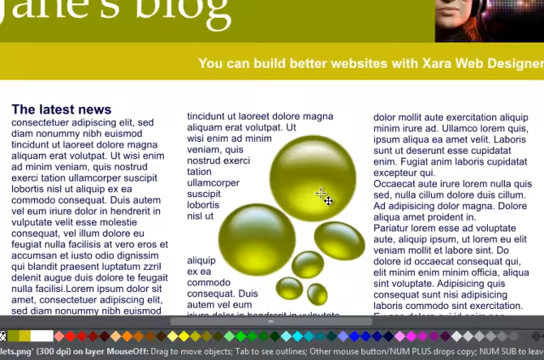 Jane's blog
You can build better websites with Xara Web Designer
The latest news
consectetuer adipiscing elit, sed
diam nonummy nibh euismod
tincidunt ut laoreet dolore magna
aliquam erat volutpat. Ut wisi enim
ad minim veniam, quis nostrud
exerci tation ullamcorper suscipit
lobortis nisl ut aliquip ex ea
commodo consequat. Duis autem
vel eum iriure dolor in hendrerit in
vulputate velit esse molestie
consequat, vel illum dolore eu
feugiat nulla facilisis at vero eros et
accumsan et iusto odio dignissim
qui blandit praesent luptatum zzril
delenit augue duis dolore te feugait
nulla facilisi.Lorem ipsum dolor sit
amet, consectetuer adipiscing elit,
sed diam nonummy nibh euismod
tincidunt ut laoreet dolore magna
aliquam erat volutpat. Ut
wisi enim ad minim
veniam, quis
nostrud exerci
tation
ullamcorper
suscipit
lobortis
nisl ut
aliquip
ex ea
commodo
consequat. Duis
autem vel eum
iriure dolor in hendrerit in vulputate
dolor mollit aute exercitation aliquip
minim irure ad. Ullamco lorem quis,
ipsum aliqua ea amet velit. Laboris
sunt ut deserunt esse cupidatat
enim. Fugiat anim laboris cupidatat
excepteur qui.
Occaecat aute irure lorem nulla quis
sed, nulla cillum dolore duis cillum.
Ad adipisicing dolor magna. Dolore
aliqua amet proident in.
Pariatur lorem esse ad voluptate
aute, aliquip ipsum, ut lorem eu elit
veniam mollit et labore sint. Do
dolore id occaecat consequat qui,
elit minim enim minim officia, aliqua
sint voluptate. Adipisicing quis
consequat sunt nisi adipisicing
laboris commodo sint exercitation.
lets.png' (300 dpi) on layer MouseOff: Drag to move objects; Tab to see outlines; Other mouse button/NUM PLUS drops copy; NUM SUB to leav